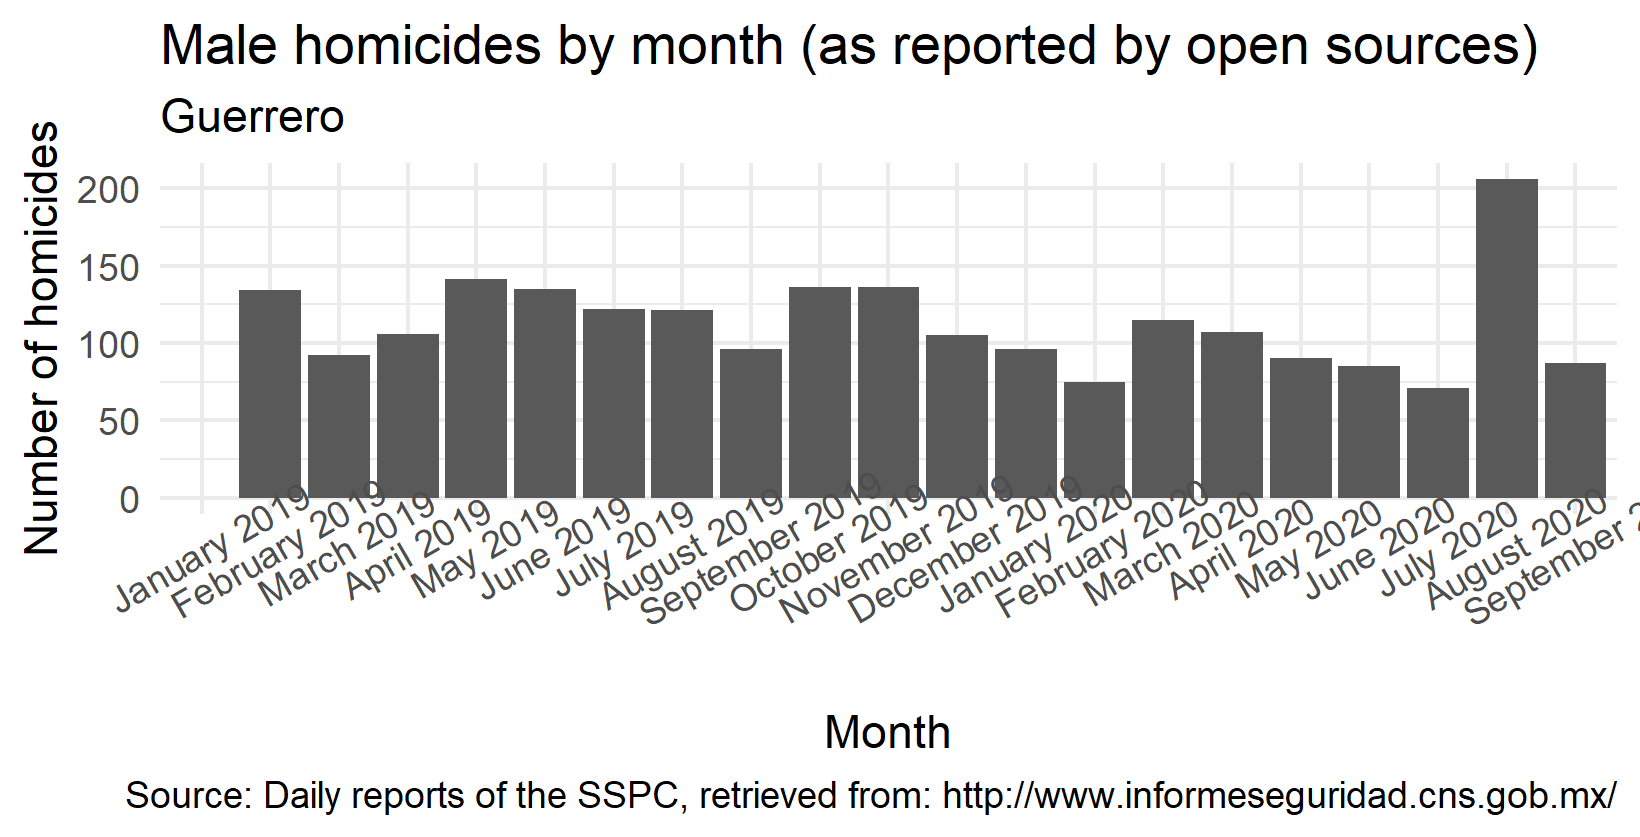 Male homicides by month (as reported by open sources)
Guerrero
Number of homicides
200
150
100
50
0
January 2019
February 2019
March 2019
April 2019
May 2019
June 2019
July 2019
August 2019
September 2019
October 2019
November 2019
December 2019
January 2020
February 2020
March 2020
April 2020
May 2020
June 2020
July 2020
August 2020
September 2
Month
Source: Daily reports of the SSPC, retrieved from: http://www.informeseguridad.cns.gob.mx/